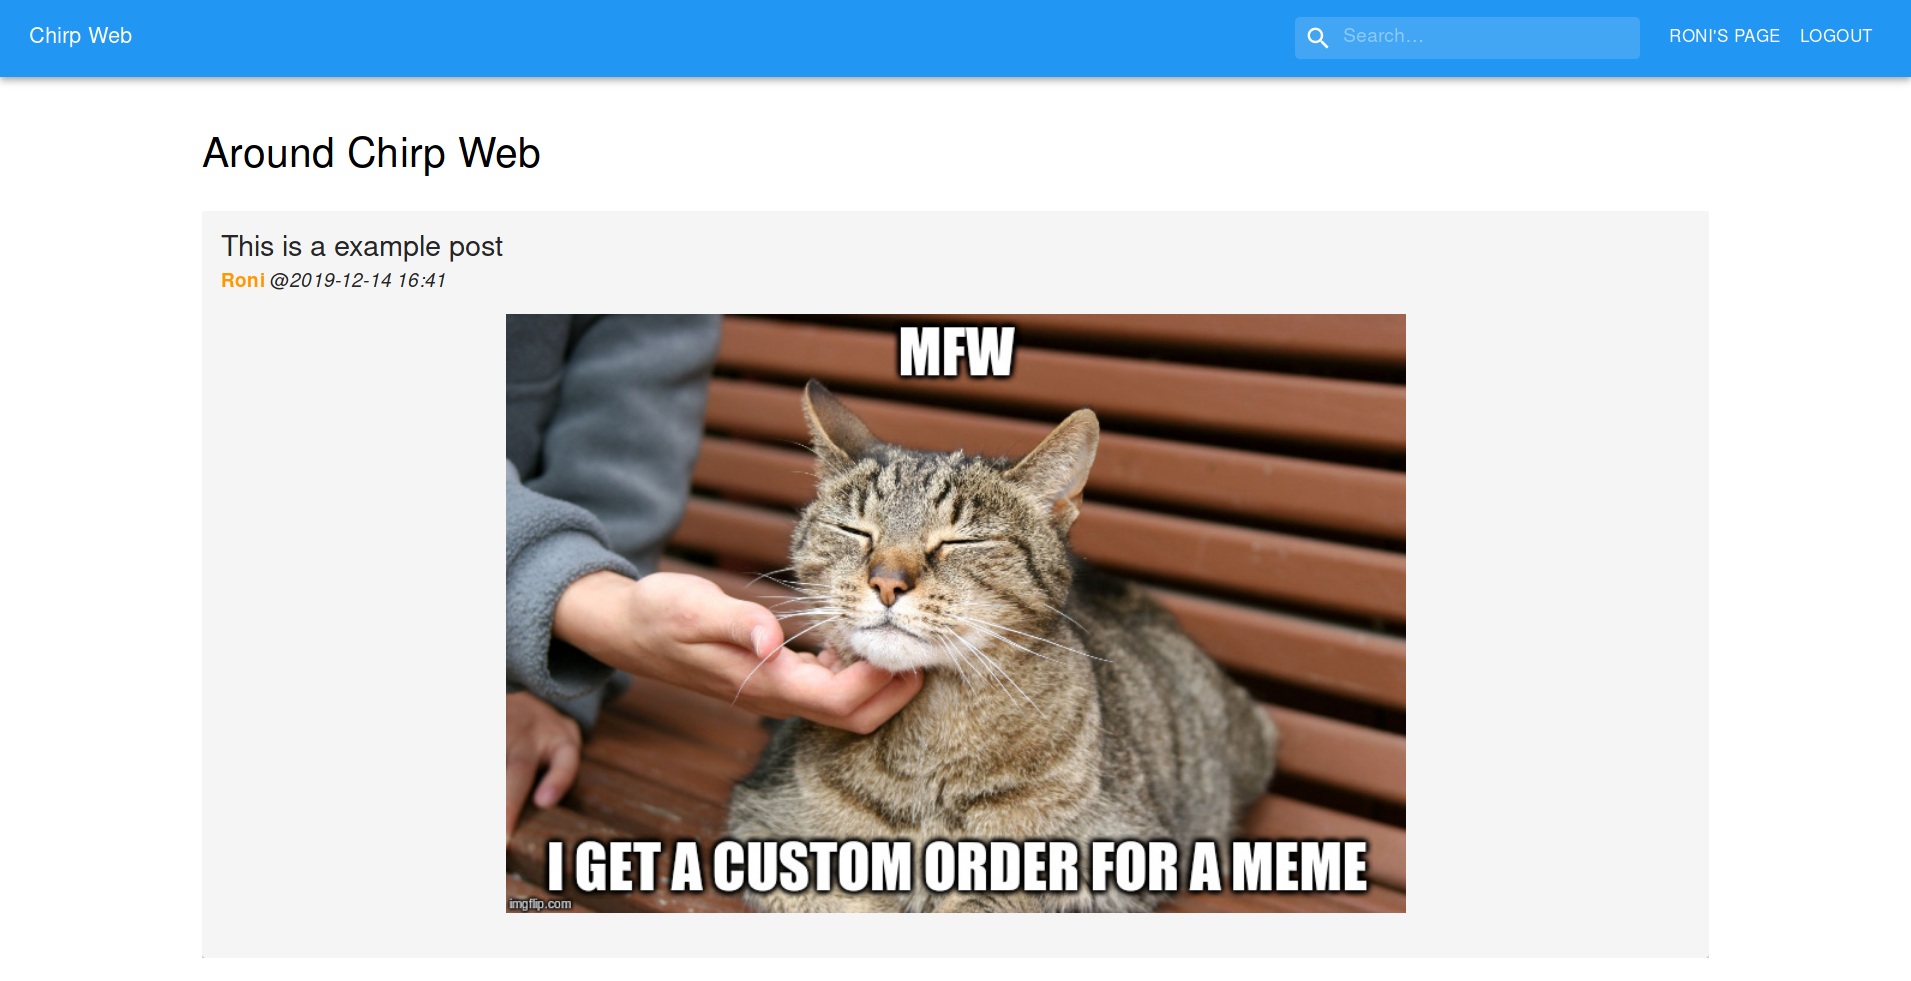 Chirp Web
Search...
RONI'S PAGE
LOGOUT
Around Chirp Web
This is a example post
Roni @2019-12-14 16:41
MFW
I GET A CUSTOM ORDER FOR A MEME
imgflip.com